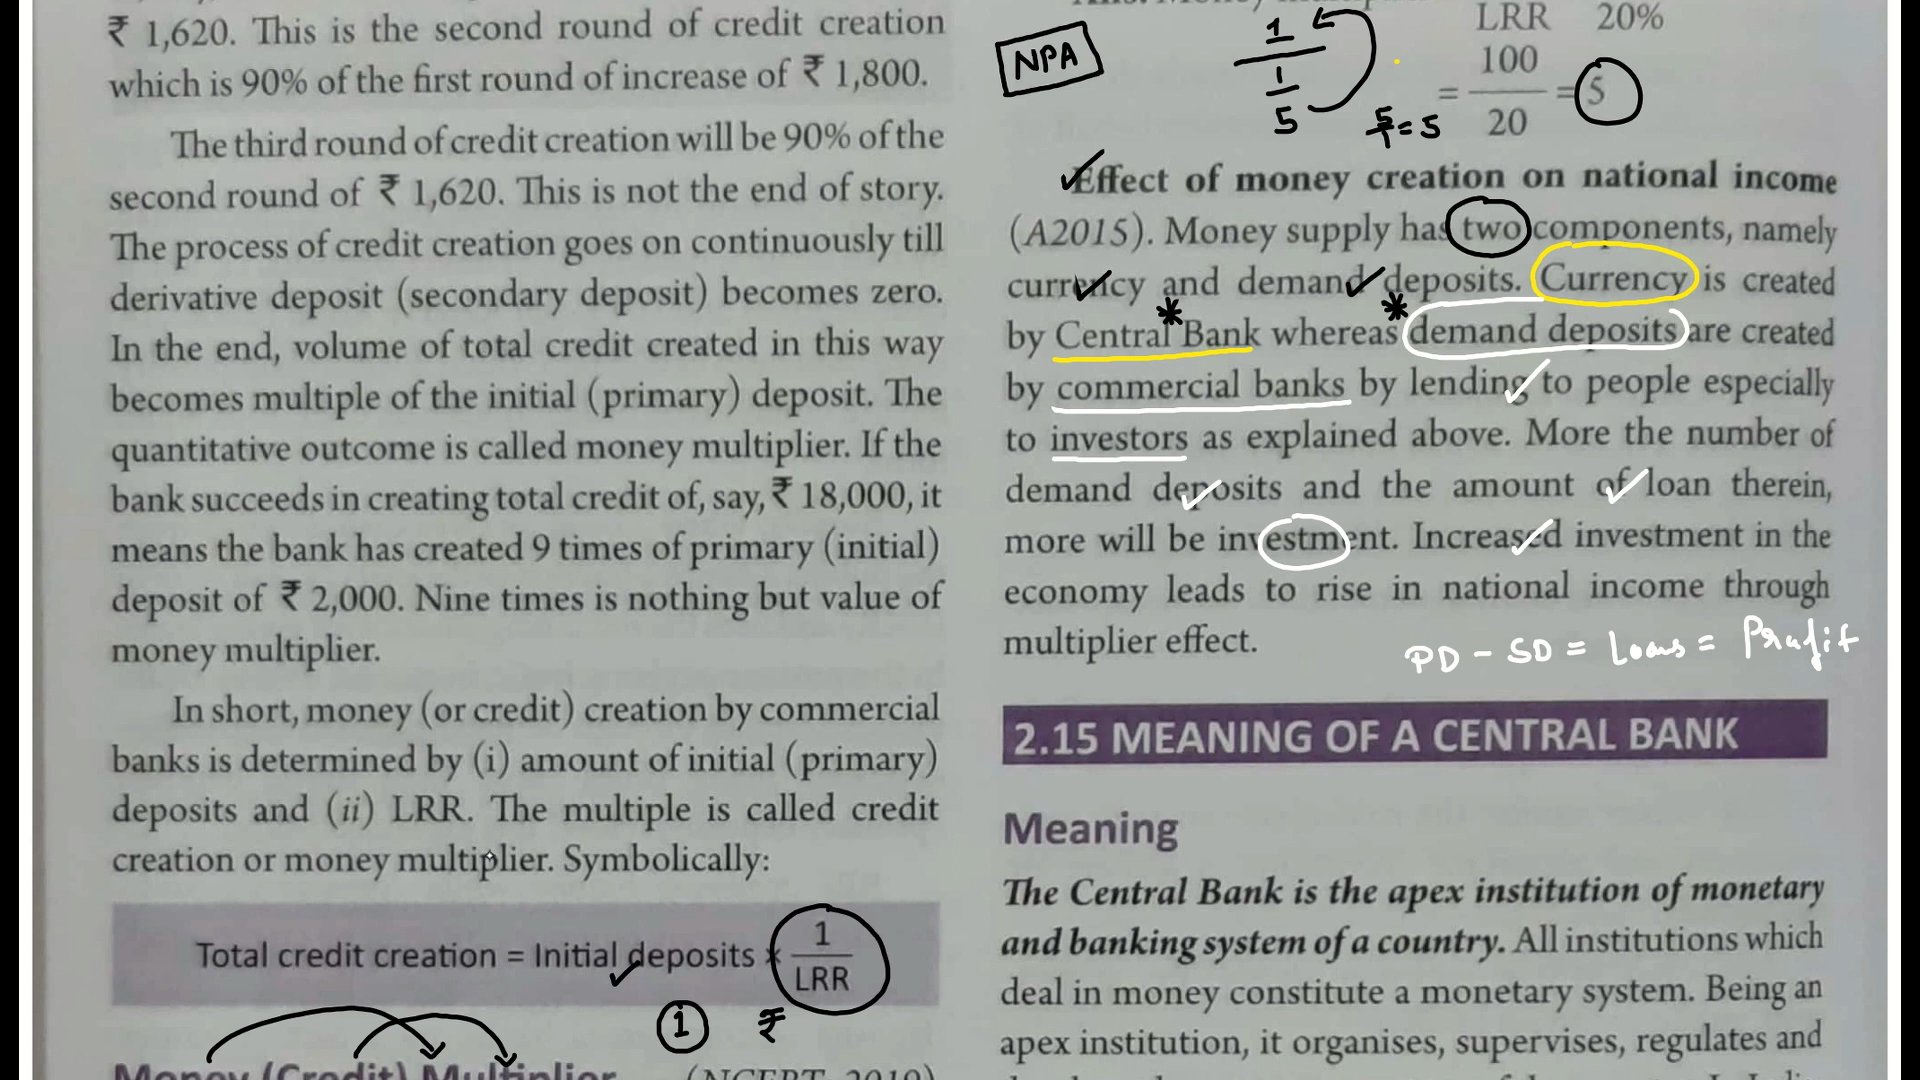 ₹ 1,620. This is the second round of credit creation
which is 90% of the first round of increase of ₹ 1,800.
The third round of credit creation will be 90% of the
second round of ₹ 1,620. This is not the end of story.
The process of credit creation goes on continuously till
derivative deposit (secondary deposit) becomes zero.
In the end, volume of total credit created in this way
becomes multiple of the initial (primary) deposit. The
quantitative outcome is called money multiplier. If the
bank succeeds in creating total credit of, say, ₹ 18,000, it
means the bank has created 9 times of primary (initial)
deposit of ₹ 2,000. Nine times is nothing but value of
money multiplier.
In short, money (or credit) creation by commercial
banks is determined by (i) amount of initial (primary)
deposits and (ii) LRR. The multiple is called credit
creation or money multiplier. Symbolically:
Total credit creation = Initial deposits × 1/LRR
1 ₹
Money (Credit) Multiplier (NCERT 2019)
LRR 20%
NPA
1
1
5
5/1 = 5
= 100/20 = 5
Effect of money creation on national income
(A2015). Money supply has two components, namely
currency and demand deposits. Currency is created
by Central Bank whereas demand deposits are created
by commercial banks by lending to people especially
to investors as explained above. More the number of
demand deposits and the amount of loan therein,
more will be investment. Increased investment in the
economy leads to rise in national income through
multiplier effect.
PD - SD = Loans = Profit
2.15 MEANING OF A CENTRAL BANK
Meaning
The Central Bank is the apex institution of monetary
and banking system of a country. All institutions which
deal in money constitute a monetary system. Being an
apex institution, it organises, supervises, regulates and